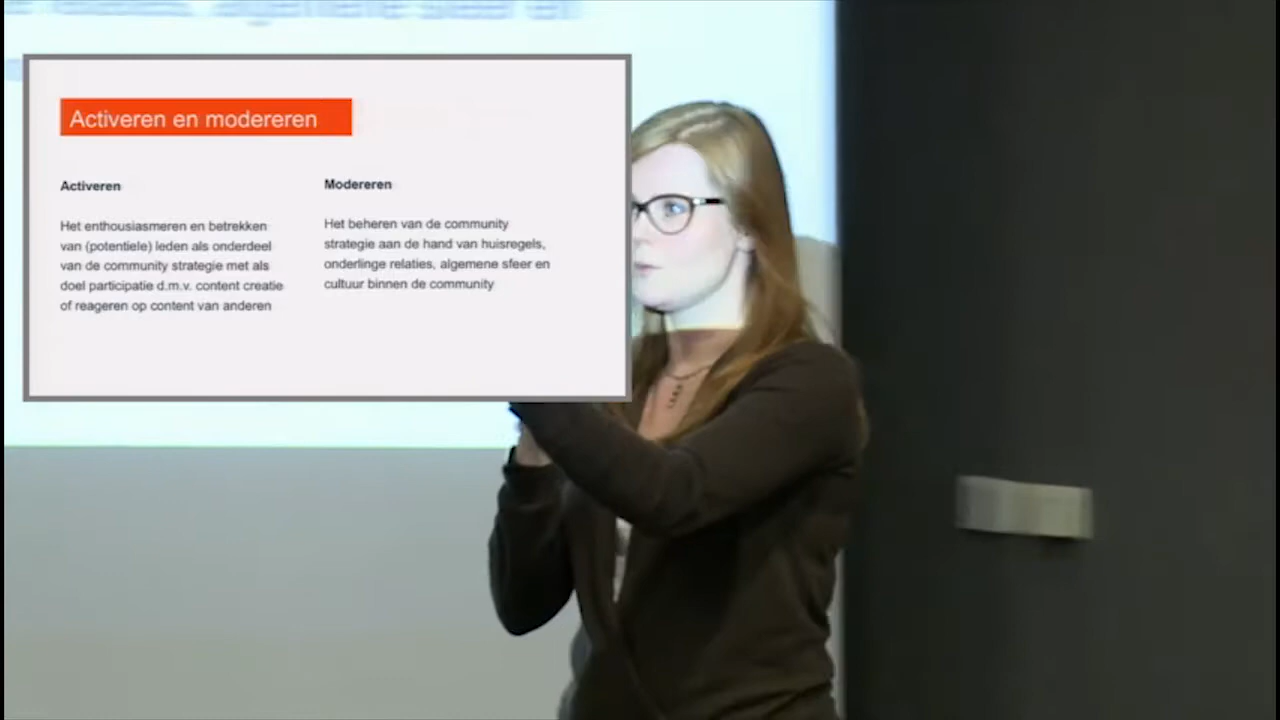 Activeren en modereren
Activeren
Het enthousiasmeren en betrekken
van (potentiele) leden als onderdeel
van de community strategie met als
doel participatie d.m.v. content creatie
of reageren op content van anderen
Modereren
Het beheren van de community
strategie aan de hand van huisregels,
onderlinge relaties, algemene sfeer en
cultuur binnen de community